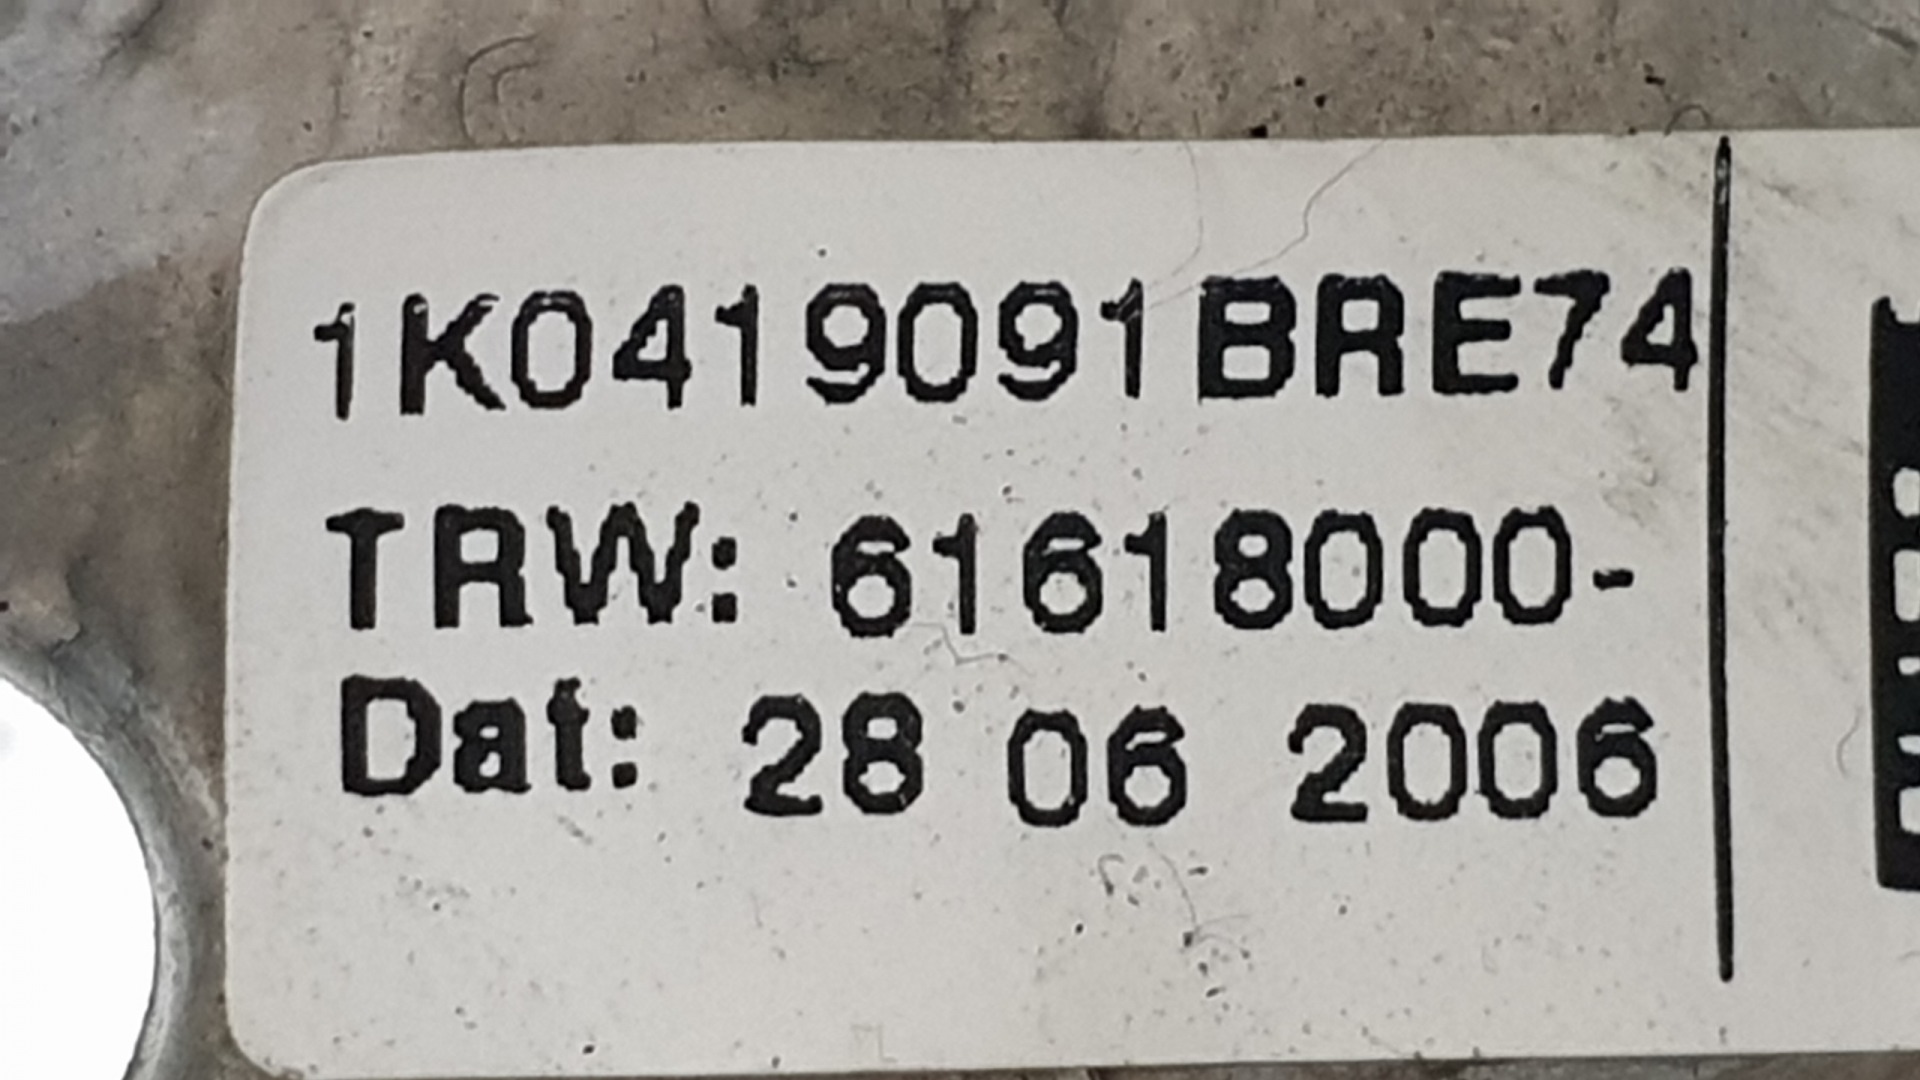 1K0419091BRE74
TRW: 61618000-
Dat: 28 06 2006